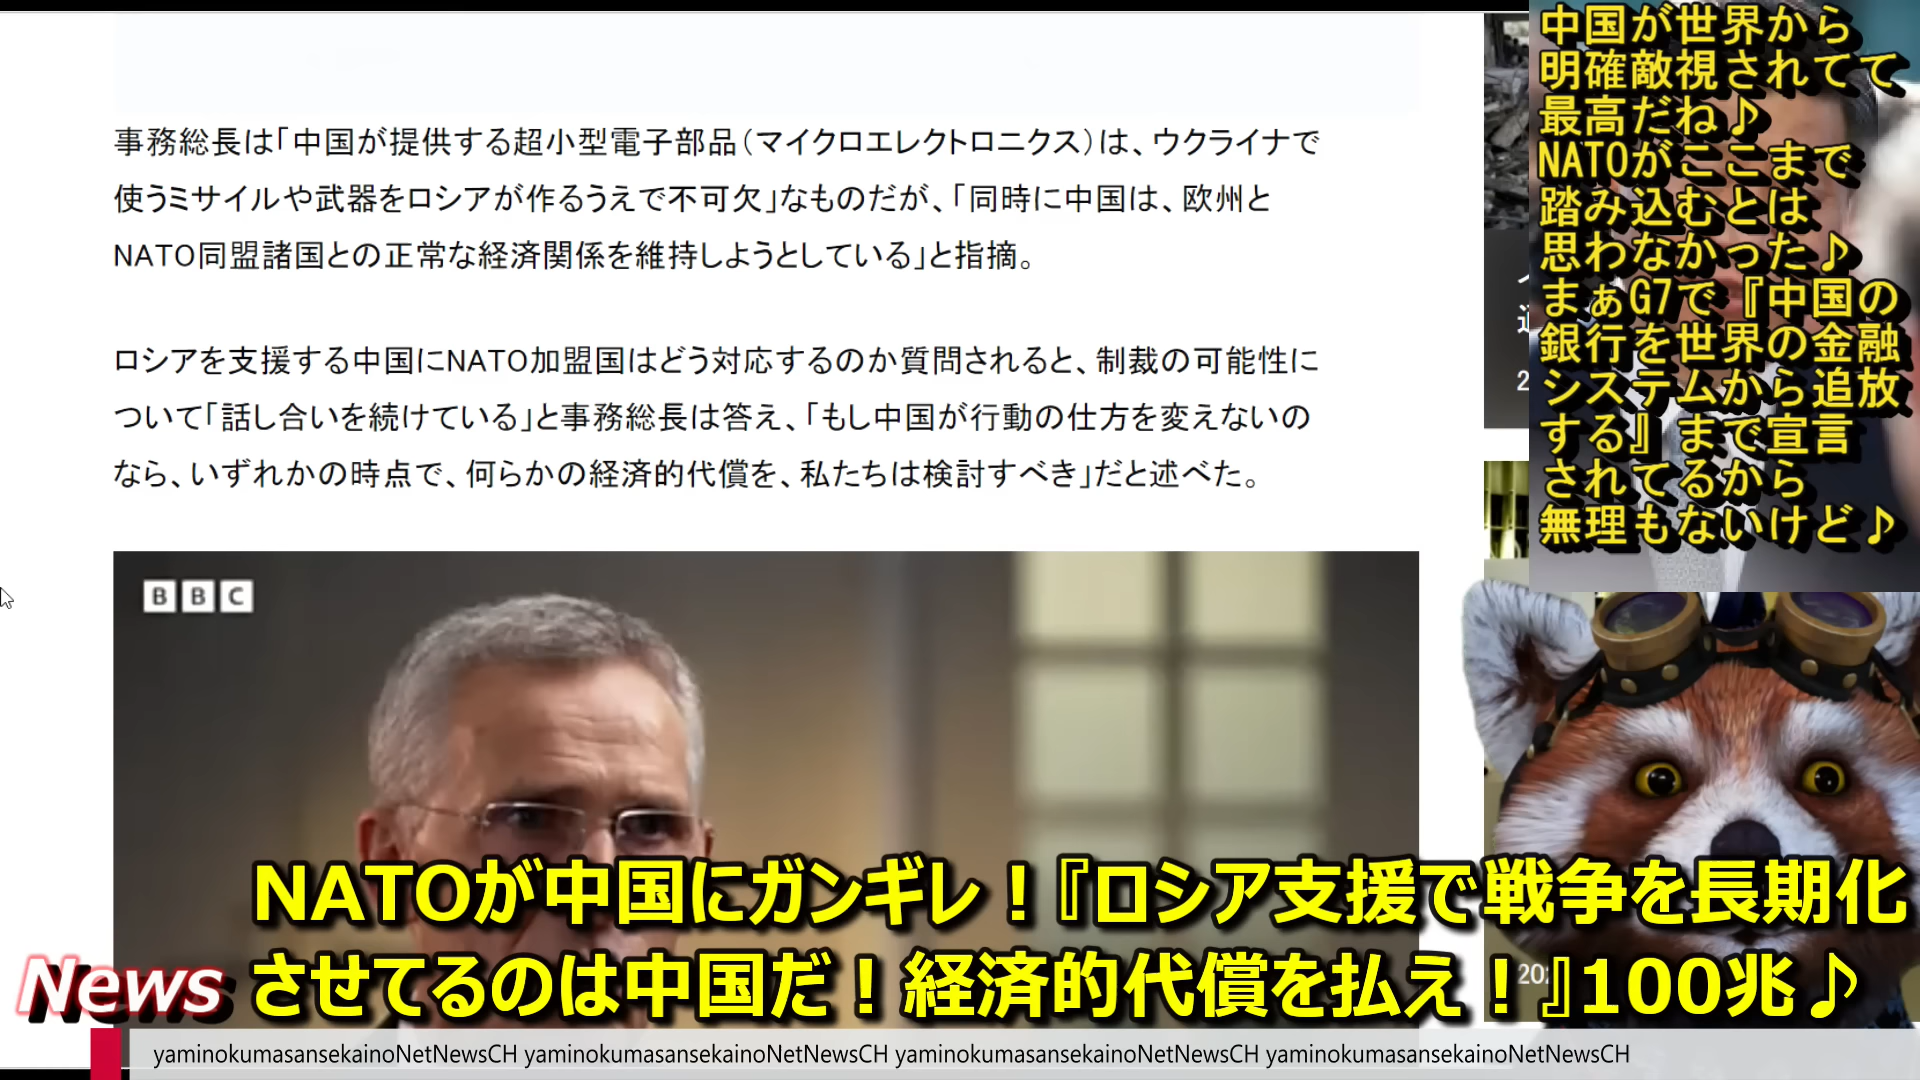 事務総長は「中国が提供する超小型電子部品(マイクロエレクトロニクス)は、ウクライナで
使うミサイルや武器をロシアが作るうえで不可欠」なものだが、「同時に中国は、欧州と
NATO同盟諸国との正常な経済関係を維持しようとしている」と指摘。
ロシアを支援する中国にNATO加盟国はどう対応するのか質問されると、制裁の可能性に
ついて「話し合いを続けている」と事務総長は答え、「もし中国が行動の仕方を変えないの
なら、いずれかの時点で、何らかの経済的代償を、私たちは検討すべき」だと述べた。
BBC
中国が世界から
明確敵視されてて
最高だね♪
NATOがここまで
踏み込むとは
思わなかった♪
まぁG7で『中国の
銀行を世界の金融
システムから追放
する』まで宣言
されてるから
無理もないけど♪
NATOが中国にガンギレ!『ロシア支援で戦争を長期化
させてるのは中国だ!経済的代償を払え!』100兆♪
News
yaminokumasansekainoNetNewsCH yaminokumasansekainoNetNewsCH yaminokumasansekainoNetNewsCH yaminokumasansekainoNetNewsCH